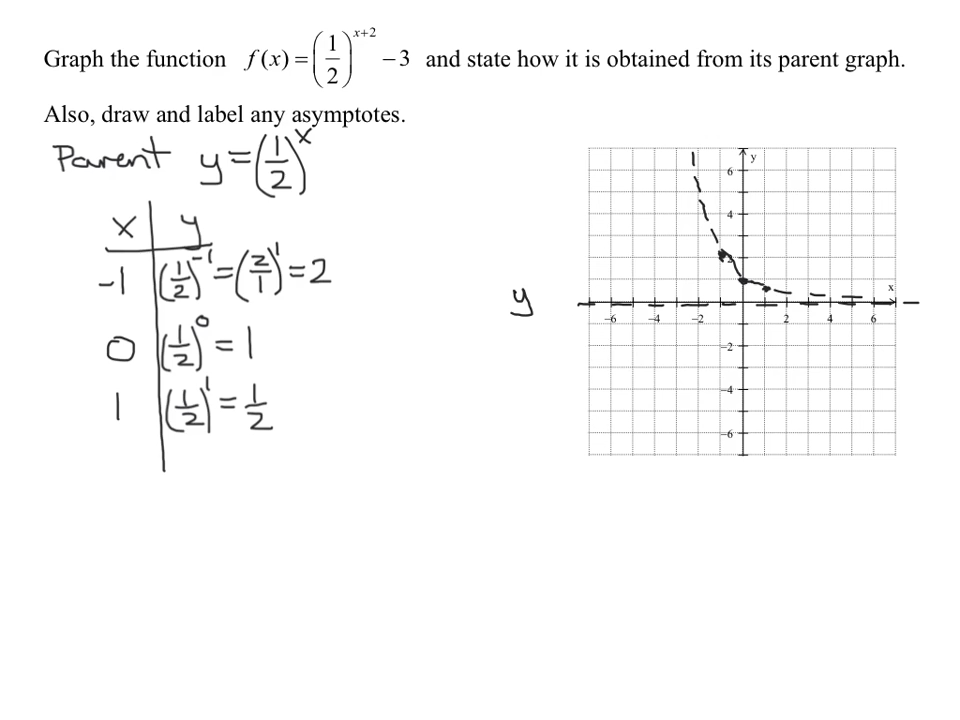 Graph the function f(x) = (1/2)^(x+2) − 3 and state how it is obtained from its parent graph.
Also, draw and label any asymptotes.
Parent y = (1/2)^x
x | y
-1 | (1/2)^-1 = (2/1)^1 = 2
0 | (1/2)^0 = 1
1 | (1/2)^1 = 1/2
y
y
6
4
2
x
−6 −4 −2 2 4 6
−2
−4
−6